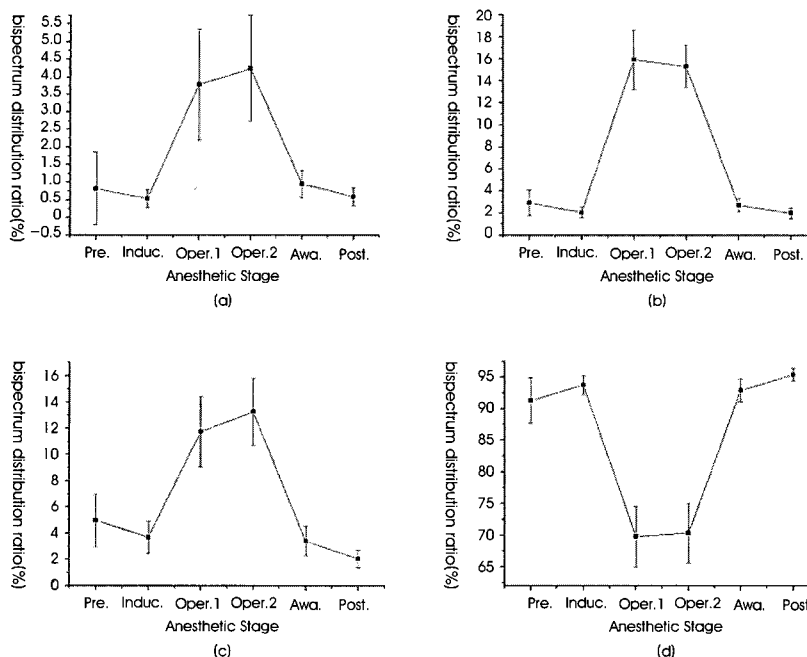 bispectrum distribution ratio(%)
5.5
5.0
4.5
4.0
3.5
3.0
2.5
2.0
1.5
1.0
0.5
0.0
−0.5
Pre. Induc. Oper.1 Oper.2 Awa. Post.
Anesthetic Stage
(a)
bispectrum distribution ratio(%)
20
18
16
14
12
10
8
6
4
2
0
Pre. Induc. Oper.1 Oper.2 Awa. Post.
Anesthetic Stage
(b)
bispectrum distribution ratio(%)
16
14
12
10
8
6
4
2
0
Pre. Induc. Oper.1 Oper.2 Awa. Post.
Anesthetic Stage
(c)
bispectrum distribution ratio(%)
95
90
85
80
75
70
65
Pre. Induc. Oper.1 Oper.2 Awa. Post.
Anesthetic Stage
(d)